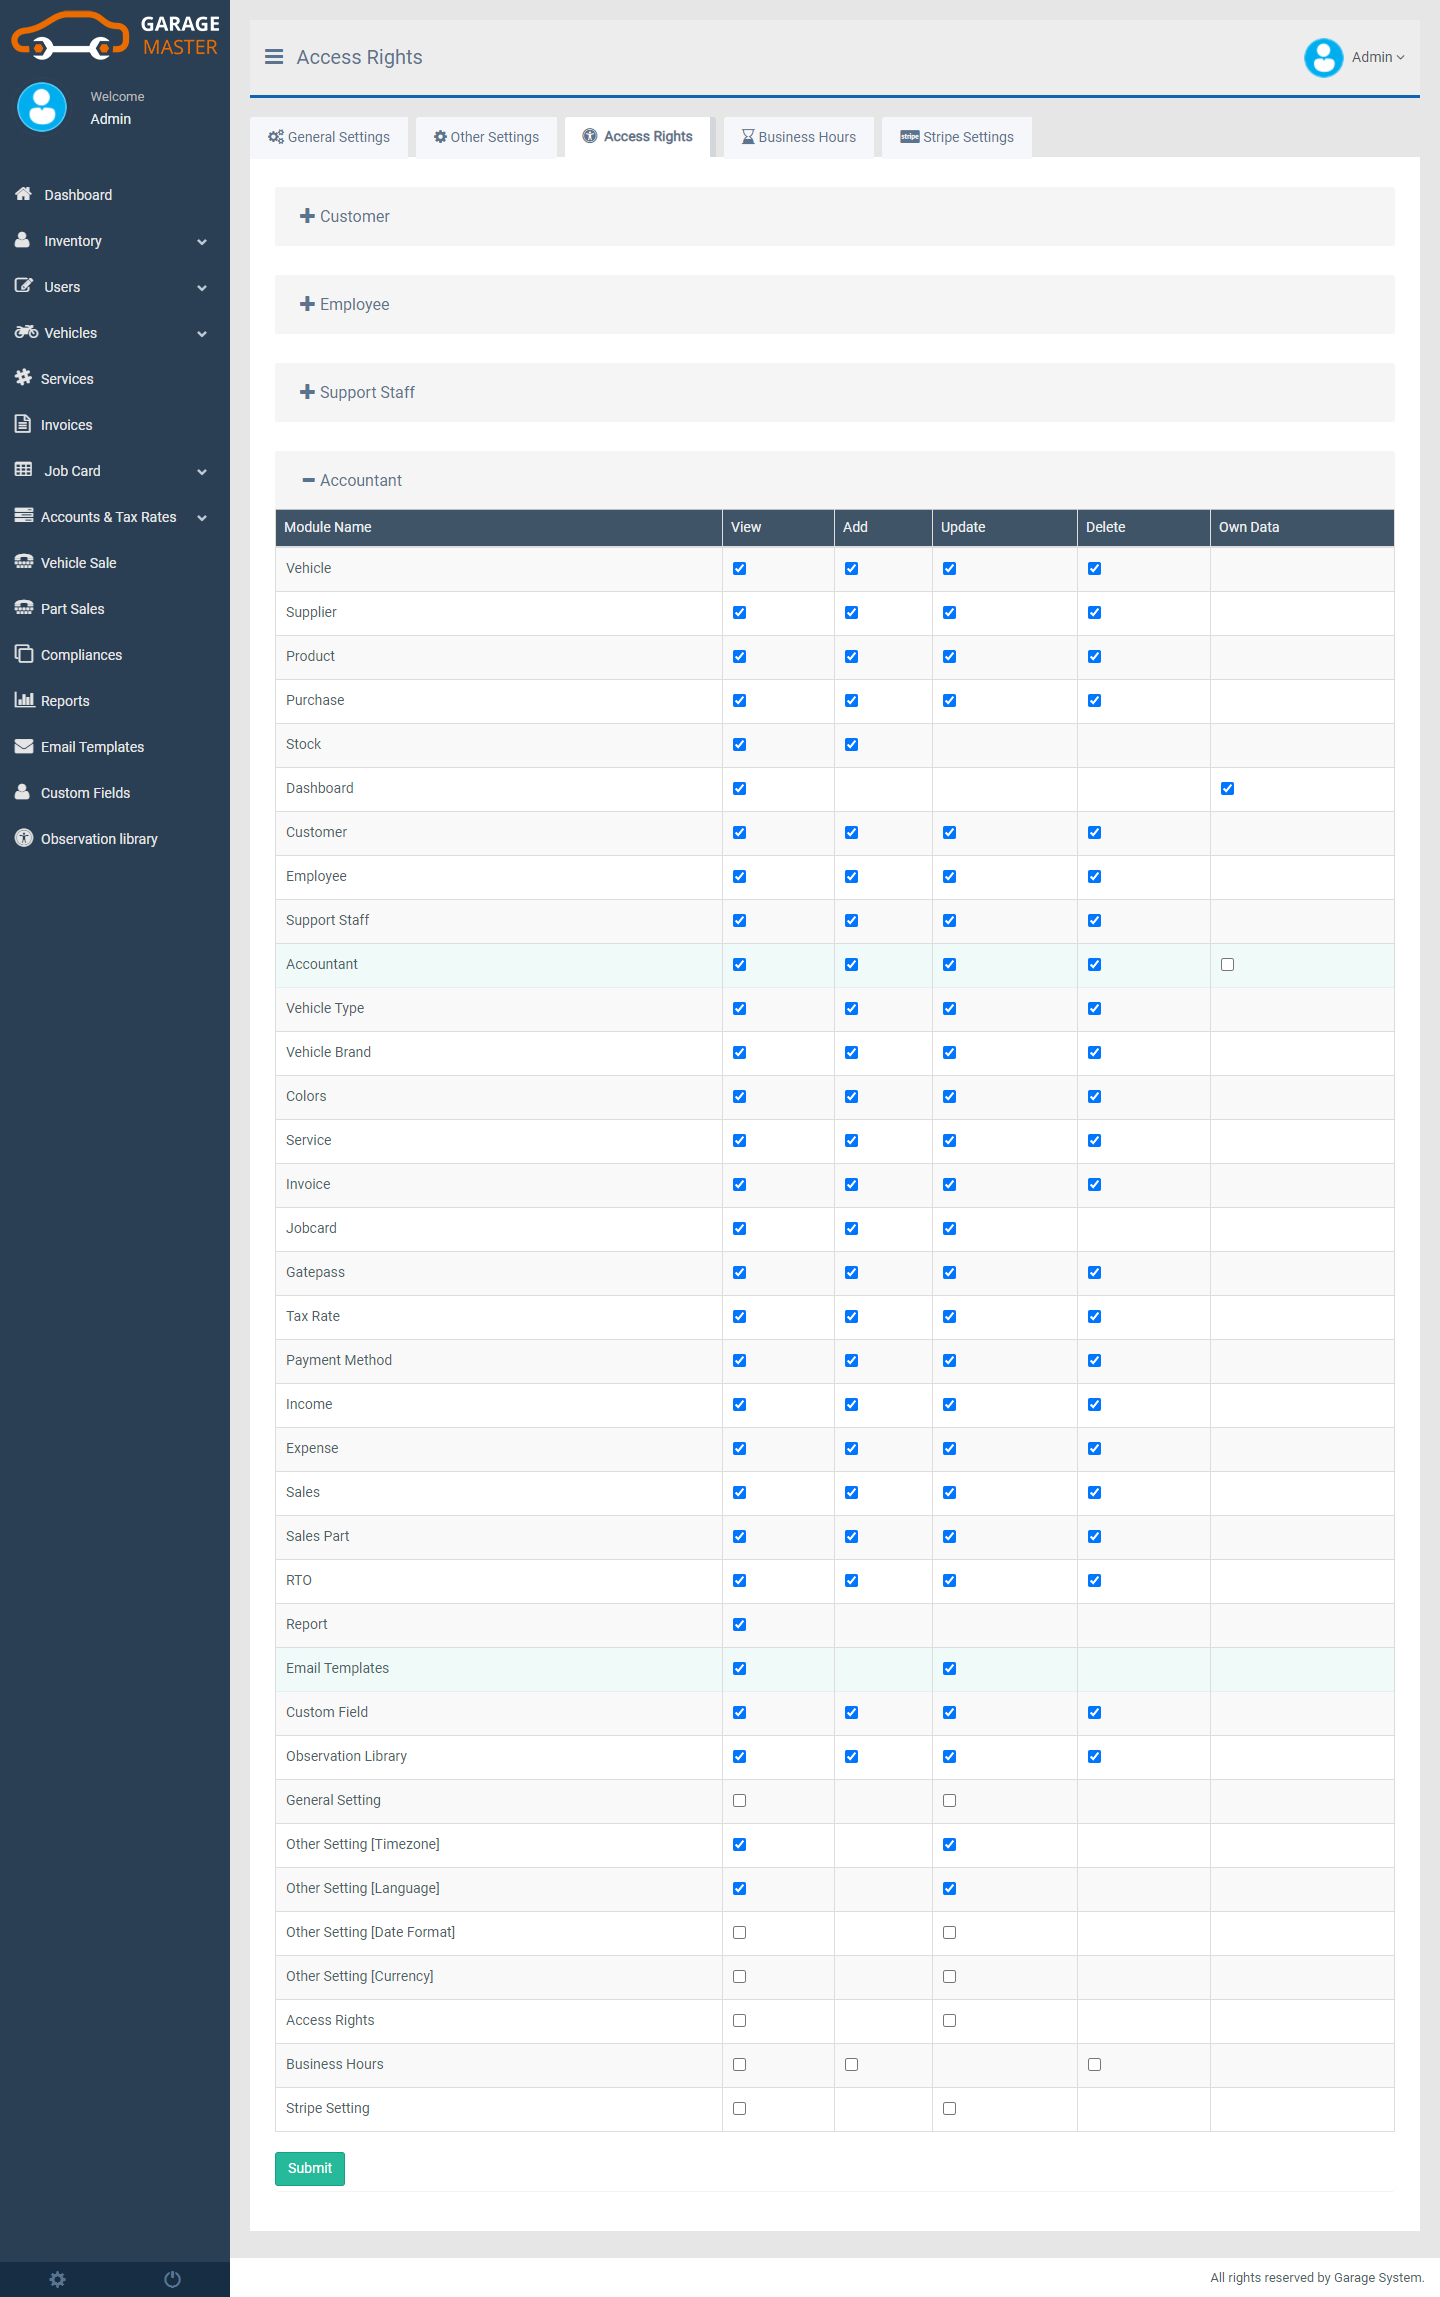 GARAGE
MASTER
Welcome
Admin
Dashboard
Inventory
Users
Vehicles
Services
Invoices
Job Card
Accounts & Tax Rates
Vehicle Sale
Part Sales
Compliances
Reports
Email Templates
Custom Fields
Observation library
Access Rights
Admin
General Settings
Other Settings
Access Rights
Business Hours
stripe Stripe Settings
Customer
Employee
Support Staff
Accountant
Module Name View Add Update Delete Own Data
Vehicle
Supplier
Product
Purchase
Stock
Dashboard
Customer
Employee
Support Staff
Accountant
Vehicle Type
Vehicle Brand
Colors
Service
Invoice
Jobcard
Gatepass
Tax Rate
Payment Method
Income
Expense
Sales
Sales Part
RTO
Report
Email Templates
Custom Field
Observation Library
General Setting
Other Setting [Timezone]
Other Setting [Language]
Other Setting [Date Format]
Other Setting [Currency]
Access Rights
Business Hours
Stripe Setting
Submit
All rights reserved by Garage System.